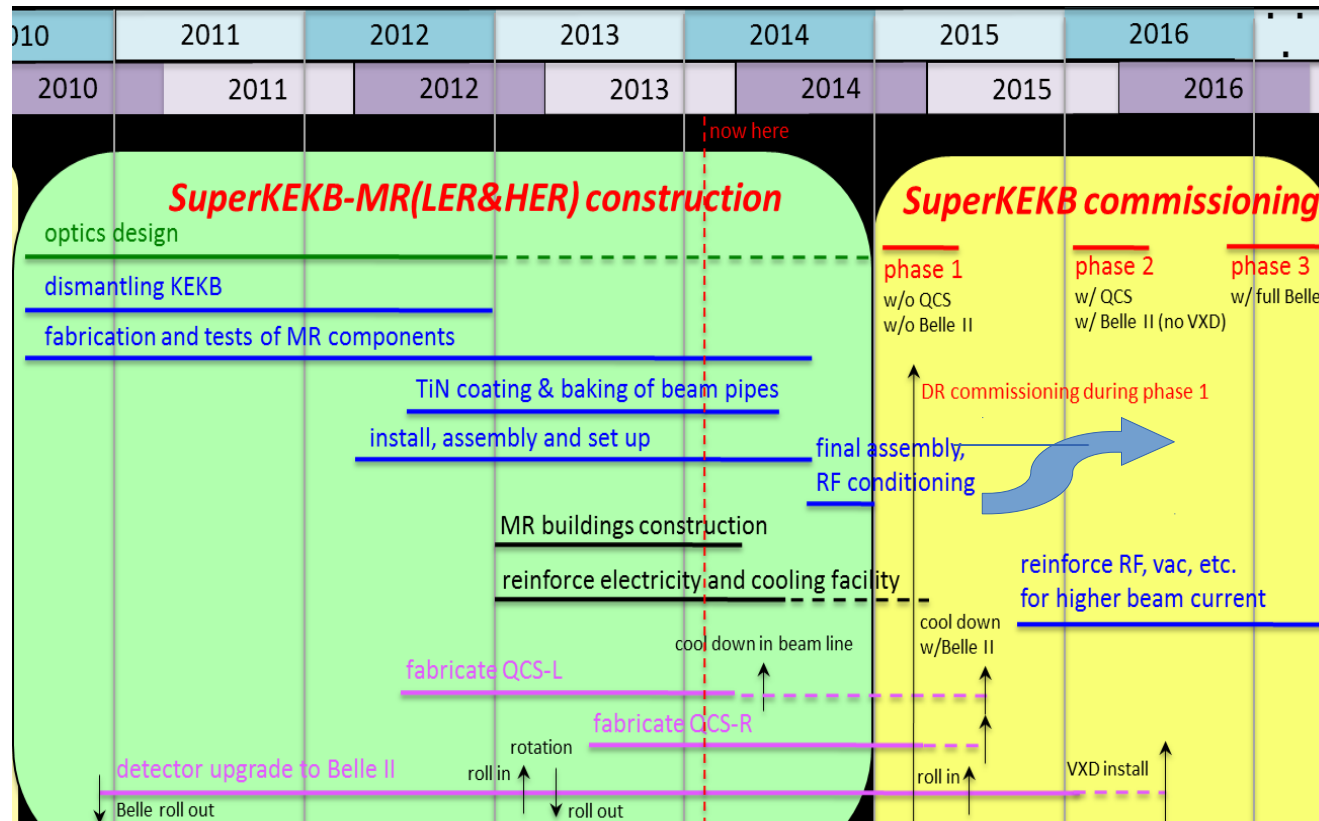 010 2011 2012 2013 2014 2015 2016 . . .
2010 2011 2012 2013 2014 2015 2016
now here
SuperKEKB-MR(LER&HER) construction
SuperKEKB commissioning
optics design
dismantling KEKB
fabrication and tests of MR components
TiN coating & baking of beam pipes
install, assembly and set up
final assembly,
RF conditioning
MR buildings construction
reinforce electricity and cooling facility
cool down in beam line
fabricate QCS-L
fabricate QCS-R
rotation
roll in
roll out
detector upgrade to Belle II
Belle roll out
phase 1
w/o QCS
w/o Belle II
phase 2
w/ QCS
w/ Belle II (no VXD)
phase 3
w/ full Belle
DR commissioning during phase 1
reinforce RF, vac, etc.
for higher beam current
cool down
w/Belle II
roll in
VXD install